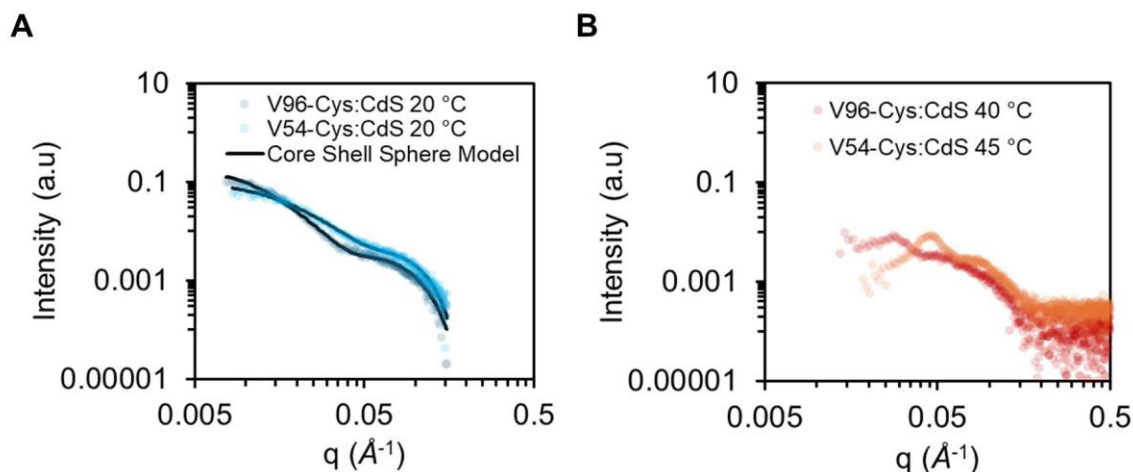 A
10
0.1
0.001
0.00001
Intensity (a.u)
V96-Cys:CdS 20 °C
V54-Cys:CdS 20 °C
Core Shell Sphere Model
0.005
0.05
0.5
q (Å⁻¹)
B
10
0.1
0.001
0.00001
Intensity (a.u)
V96-Cys:CdS 40 °C
V54-Cys:CdS 45 °C
0.005
0.05
0.5
q (Å⁻¹)